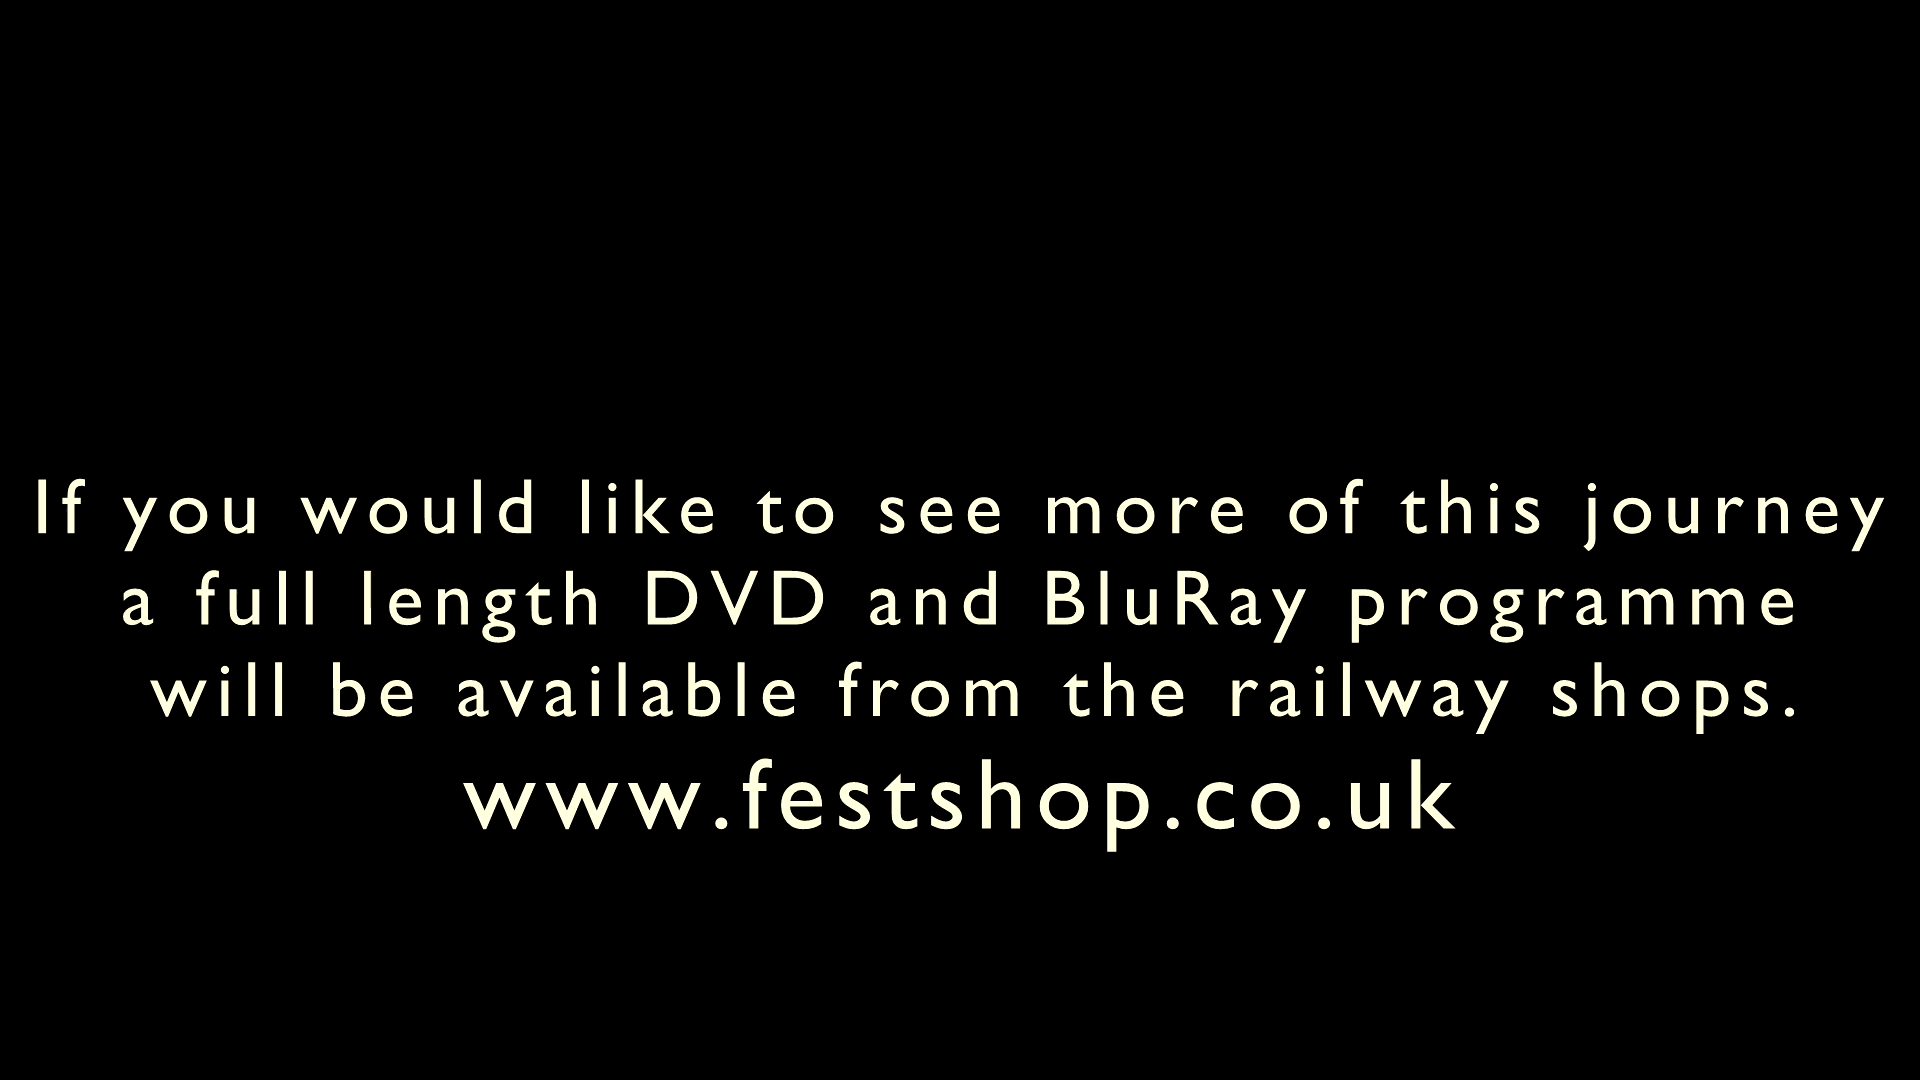 If you would like to see more of this journey
a full length DVD and BluRay programme
will be available from the railway shops.
www.festshop.co.uk